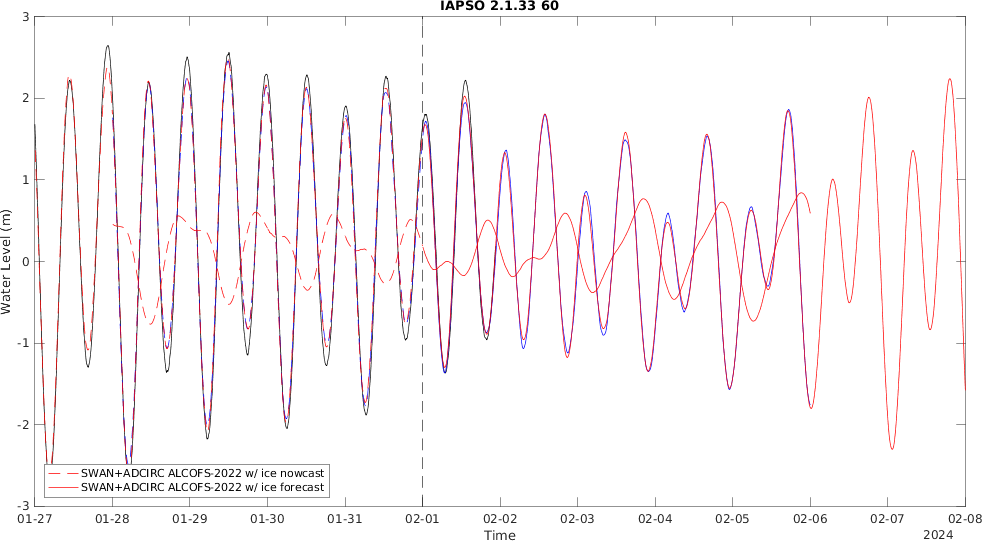 IAPSO 2.1.33 60
3
2
1
0
-1
-2
-3
Water Level (m)
SWAN+ADCIRC ALCOFS-2022 w/ ice nowcast
SWAN+ADCIRC ALCOFS-2022 w/ ice forecast
01-27 01-28 01-29 01-30 01-31 02-01 02-02 02-03 02-04 02-05 02-06 02-07 02-08
Time
2024